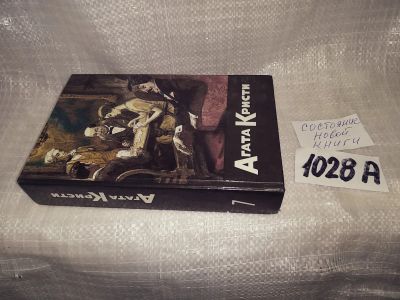 Агата Кристи
Агата Кристи
7
СОСТОЯНИЕ
НОВОЙ
КНИГИ
1028 А